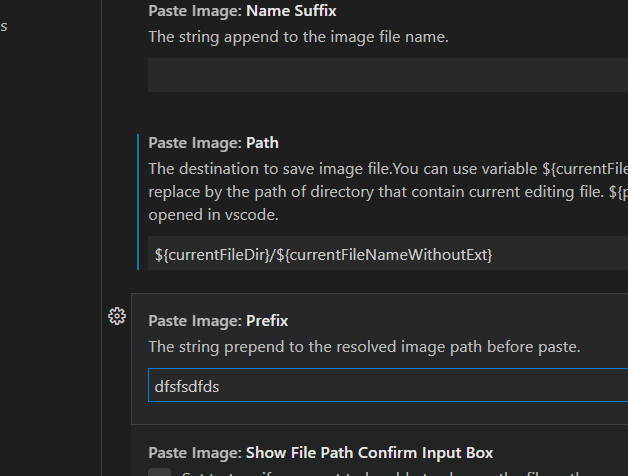 s
Paste Image: Name Suffix
The string append to the image file name.
Paste Image: Path
The destination to save image file.You can use variable ${currentFile
replace by the path of directory that contain current editing file. ${p
opened in vscode.
${currentFileDir}/${currentFileNameWithoutExt}
Paste Image: Prefix
The string prepend to the resolved image path before paste.
dfsfsdfds
Paste Image: Show File Path Confirm Input Box